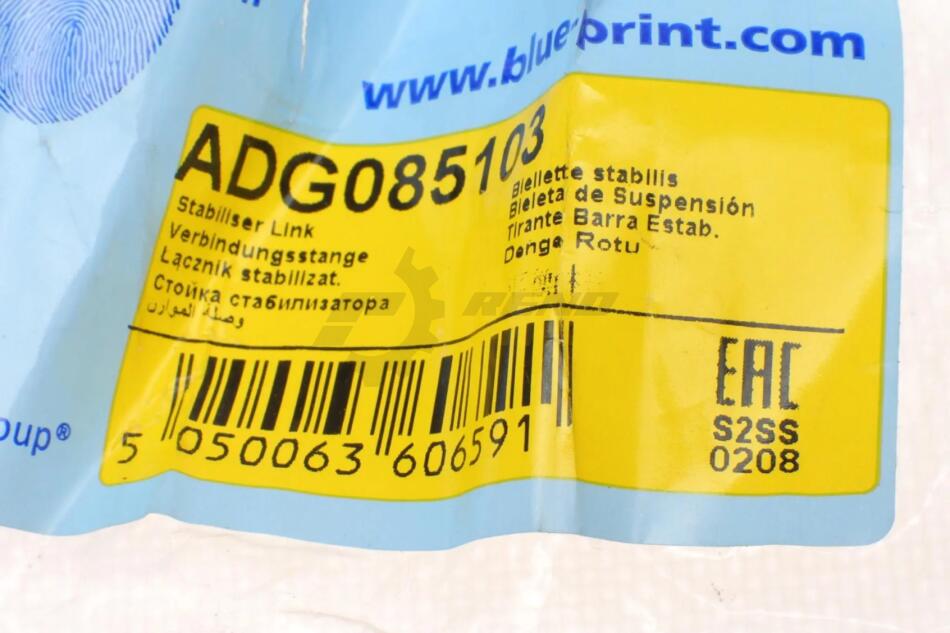 www.blue-print.com
ADG085103
Stabiliser Link
Verbindungsstange
Łącznik stabilizat.
Стойка стабилизатора
وصلة الموازن
Biellette stabilis
Bieleta de Suspensión
Tirante Barra Estab.
Denge Rotu
RENO
5 050063 606591
EAC
S2SS
0208
oup®